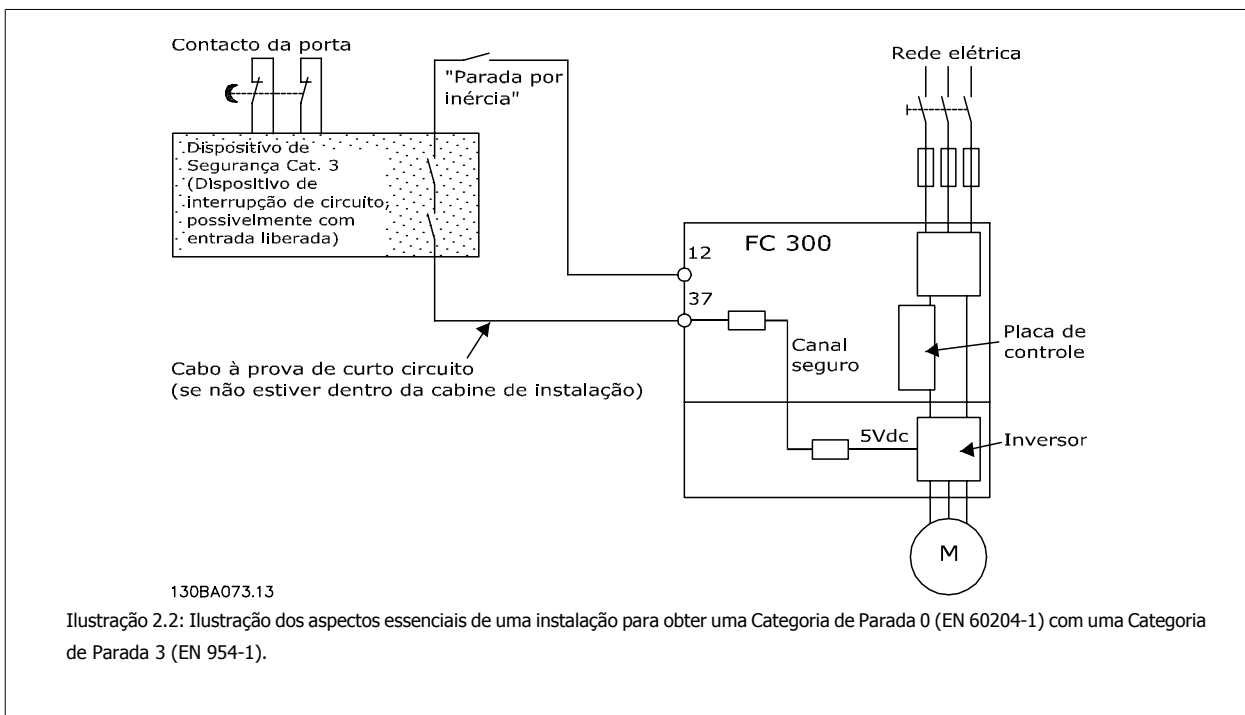 Contacto da porta
Rede elétrica
"Parada por
inércia"
Dispositivo de
Segurança Cat. 3
(Dispositivo de
interrupção de circuito,
possivelmente com
entrada liberada)
FC 300
12
37
Canal
seguro
Placa de
controle
Cabo à prova de curto circuito
(se não estiver dentro da cabine de instalação)
5Vdc
Inversor
M
130BA073.13
Ilustração 2.2: Ilustração dos aspectos essenciais de uma instalação para obter uma Categoria de Parada 0 (EN 60204-1) com uma Categoria
de Parada 3 (EN 954-1).